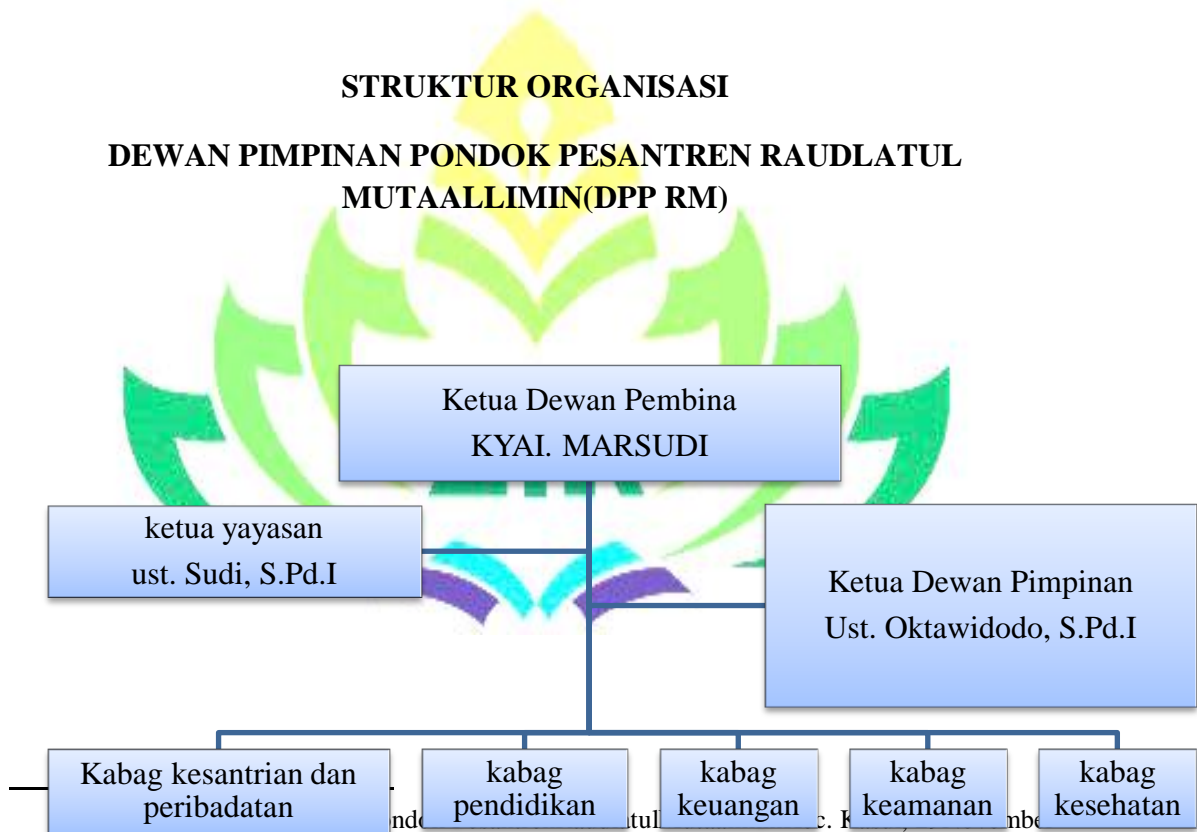 STRUKTUR ORGANISASI
DEWAN PIMPINAN PONDOK PESANTREN RAUDLATUL
MUTAALLIMIN(DPP RM)
Ketua Dewan Pembina
KYAI. MARSUDI
ketua yayasan
ust. Sudi, S.Pd.I
Ketua Dewan Pimpinan
Ust. Oktawidodo, S.Pd.I
Kabag kesantrian dan
peribadatan
kabag
pendidikan
kabag
keuangan
kabag
keamanan
kabag
kesehatan